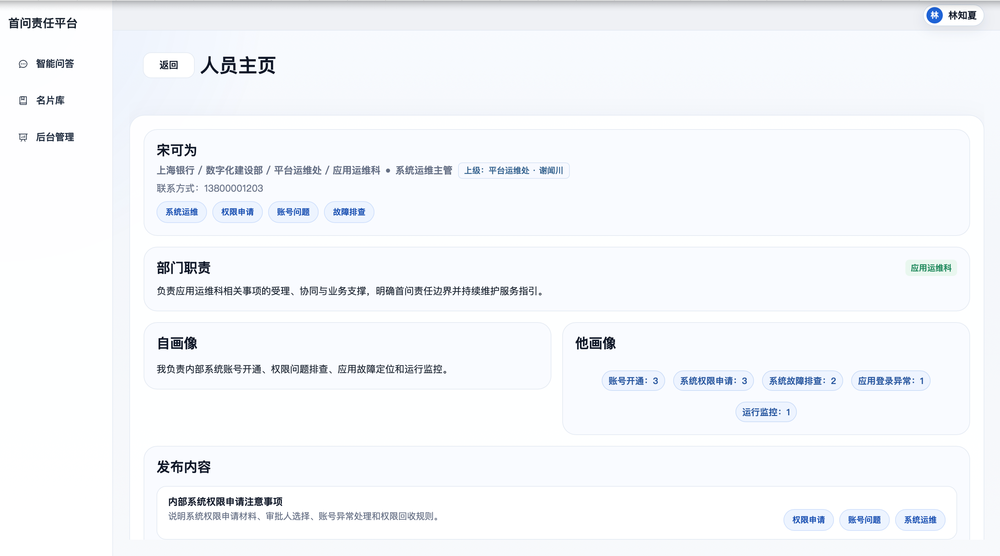 首问责任平台
林 林知夏
智能问答
名片库
后台管理
返回 人员主页
宋可为
上海银行 / 数字化建设部 / 平台运维处 / 应用运维科 • 系统运维主管 上级：平台运维处 · 谢闻川
联系方式：13800001203
系统运维 权限申请 账号问题 故障排查
部门职责 应用运维科
负责应用运维科相关事项的受理、协同与业务支撑，明确首问责任边界并持续维护服务指引。
自画像
我负责内部系统账号开通、权限问题排查、应用故障定位和运行监控。
他画像
账号开通：3 系统权限申请：3 系统故障排查：2 应用登录异常：1
运行监控：1
发布内容
内部系统权限申请注意事项
说明系统权限申请材料、审批人选择、账号异常处理和权限回收规则。
权限申请 账号问题 系统运维